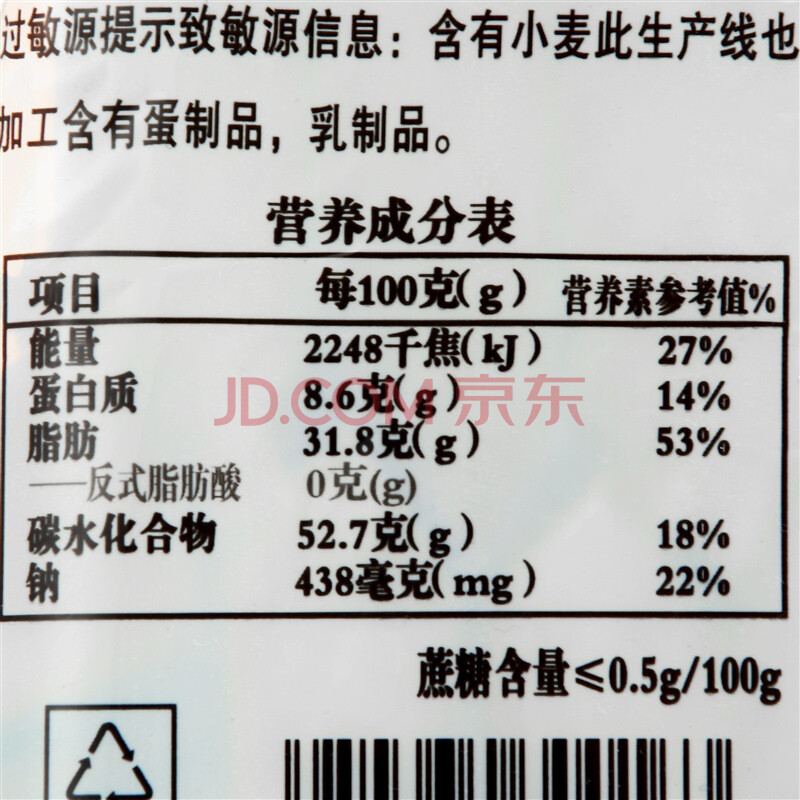 过敏源提示致敏源信息：含有小麦此生产线也
加工含有蛋制品，乳制品。
营养成分表
项目 每100克(g) 营养素参考值%
能量 2248千焦(kJ) 27%
蛋白质 8.6克(g) 14%
JD.COM 京东
脂肪 31.8克(g) 53%
——反式脂肪酸 0克(g)
碳水化合物 52.7克(g) 18%
钠 438毫克(mg) 22%
蔗糖含量≤0.5g/100g